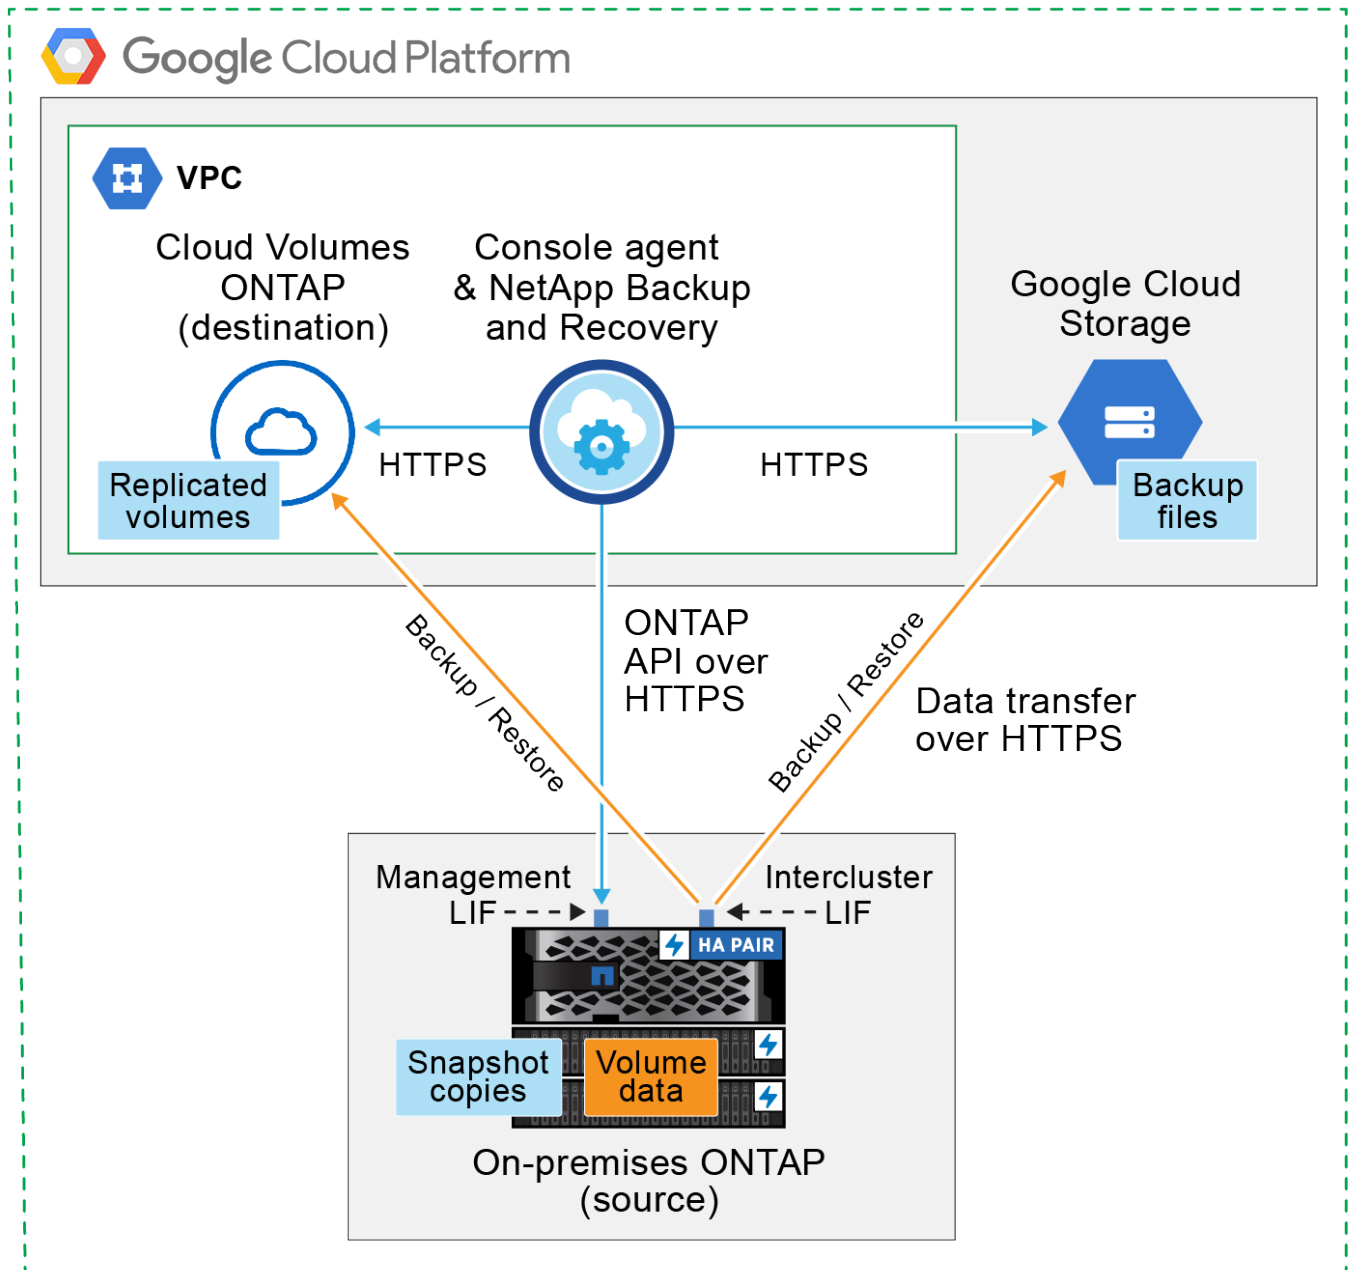 Google Cloud Platform
VPC
Cloud Volumes
ONTAP
(destination)
Console agent
& NetApp Backup
and Recovery
Google Cloud
Storage
HTTPS
HTTPS
Replicated
volumes
Backup
files
Backup / Restore
ONTAP
API over
HTTPS
Backup / Restore
Data transfer
over HTTPS
Management
LIF
Intercluster
LIF
HA PAIR
Snapshot
copies
Volume
data
On-premises ONTAP
(source)